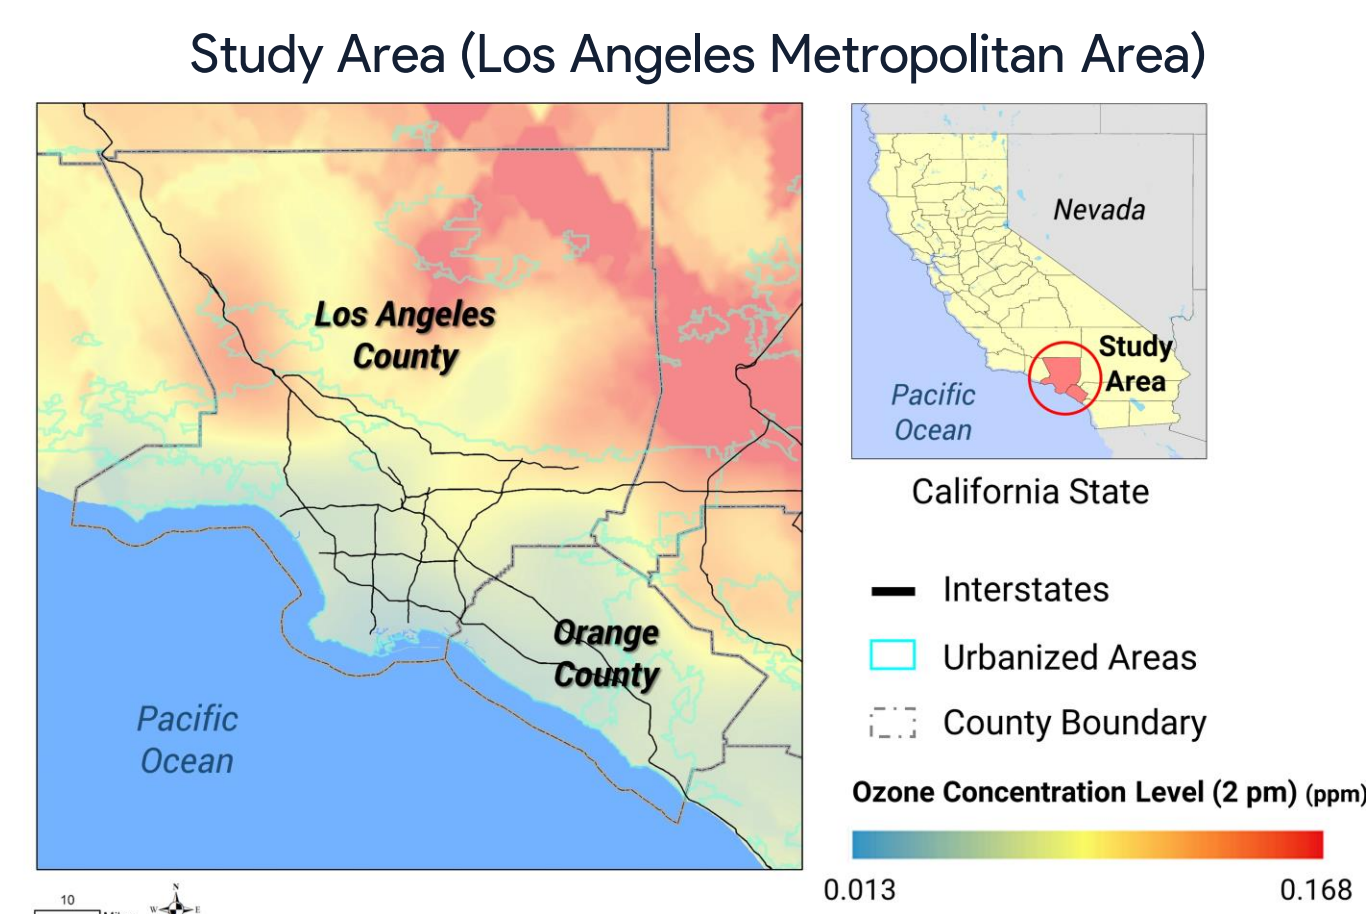 Study Area (Los Angeles Metropolitan Area)
Los Angeles
County
Orange
County
Pacific
Ocean
10
N
W
E
Nevada
Study
Area
Pacific
Ocean
California State
Interstates
Urbanized Areas
County Boundary
Ozone Concentration Level (2 pm) (ppm)
0.013
0.168